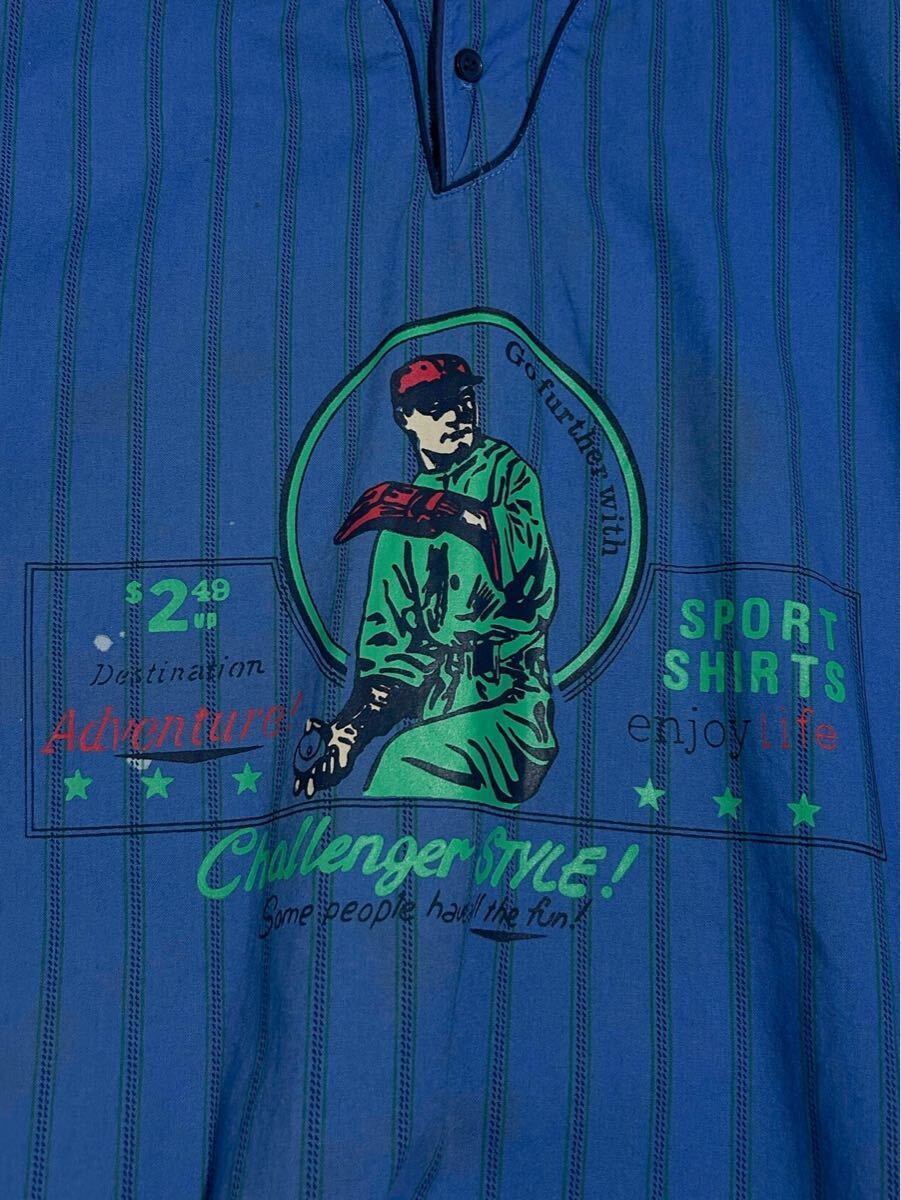 Go further with
$2 49
UP
Destination
Adventure!
SPORT
SHIRTS
enjoy life
Challenger STYLE!
Some people have all the fun!